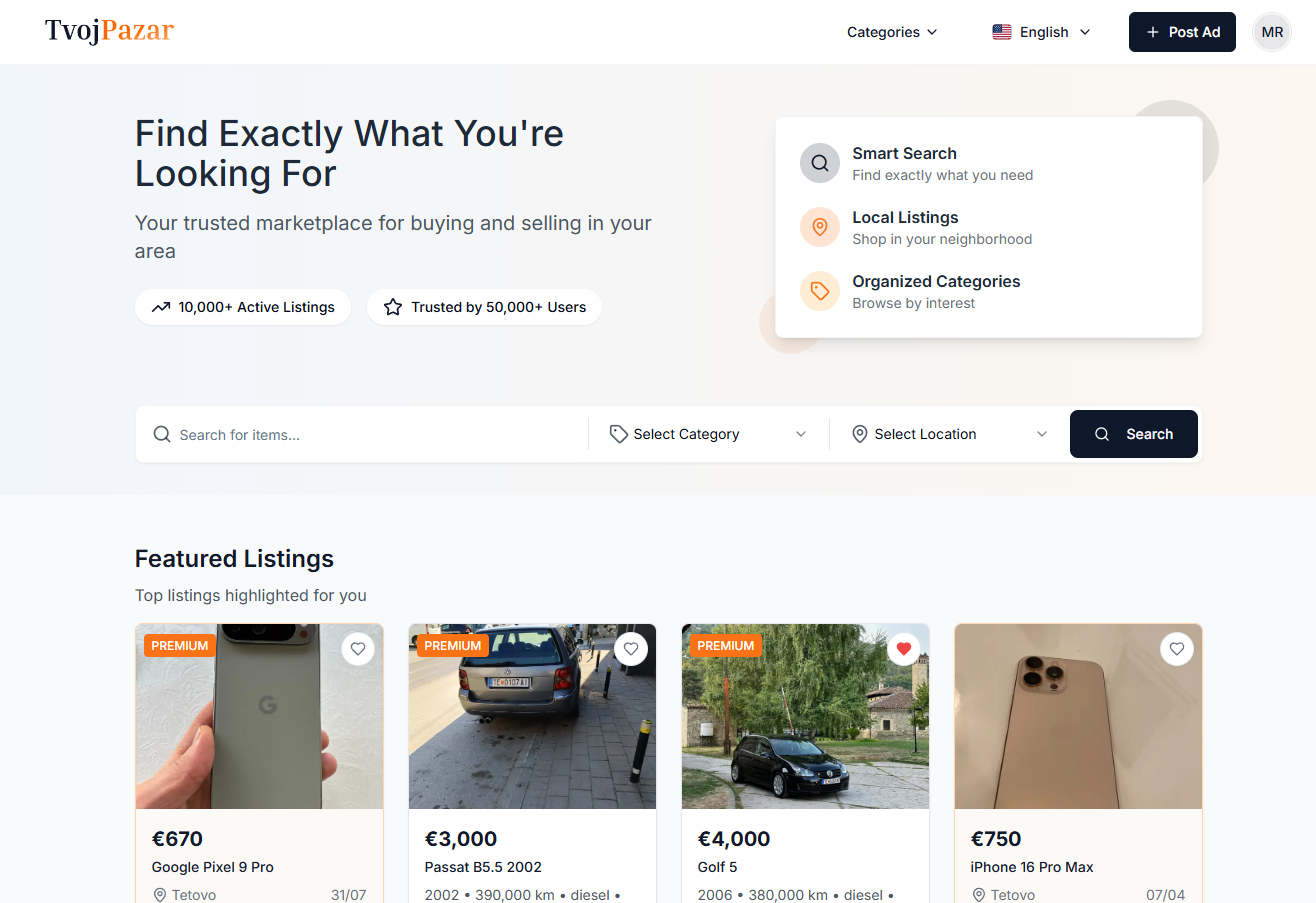 TvojPazar
Categories
English
Post Ad
MR
Find Exactly What You're
Looking For
Your trusted marketplace for buying and selling in your
area
10,000+ Active Listings
Trusted by 50,000+ Users
Smart Search
Find exactly what you need
Local Listings
Shop in your neighborhood
Organized Categories
Browse by interest
Search for items...
Select Category
Select Location
Search
Featured Listings
Top listings highlighted for you
PREMIUM
G
PREMIUM
PREMIUM
€670
Google Pixel 9 Pro
Tetovo
31/07
€3,000
Passat B5.5 2002
2002 • 390,000 km • diesel •
€4,000
Golf 5
2006 • 380,000 km • diesel •
€750
iPhone 16 Pro Max
Tetovo
07/04